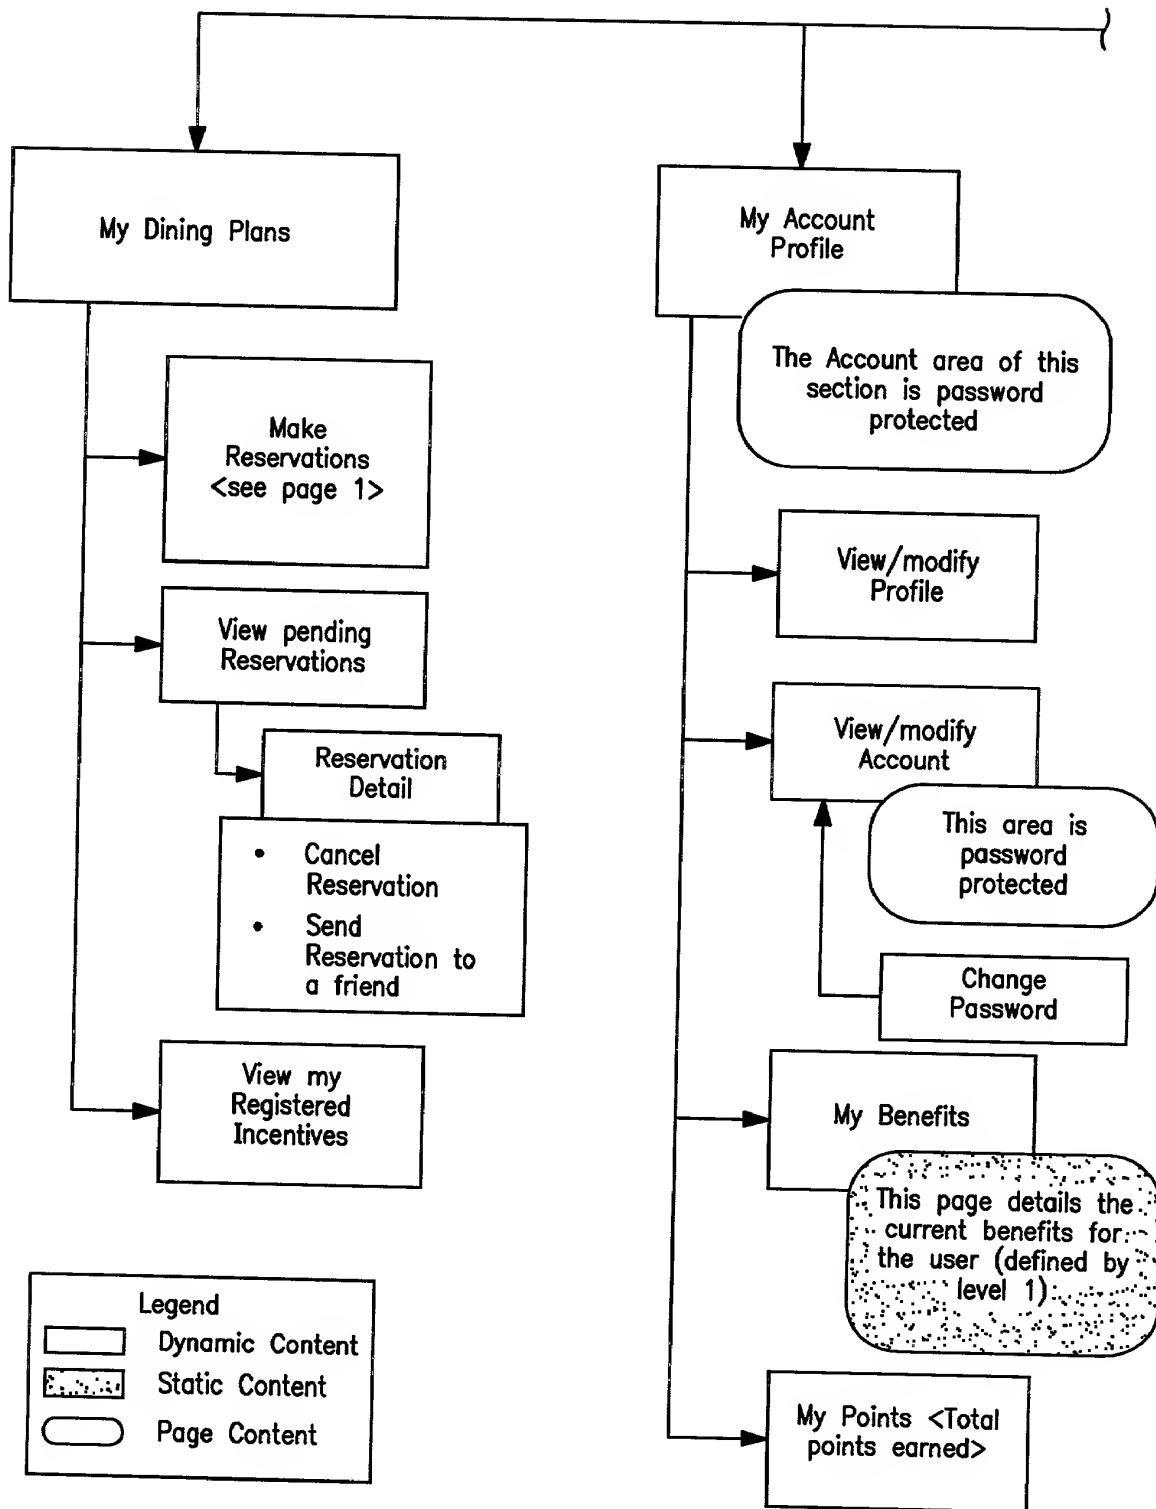 My Dining Plans
Make
Reservations
<see page 1>
View pending
Reservations
Reservation
Detail
• Cancel
Reservation
• Send
Reservation to
a friend
View my
Registered
Incentives
My Account
Profile
The Account area of this
section is password
protected
View/modify
Profile
View/modify
Account
This area is
password
protected
Change
Password
My Benefits
This page details the
current benefits for
the user (defined by
level 1)
My Points <Total
points earned>
Legend
Dynamic Content
Static Content
Page Content